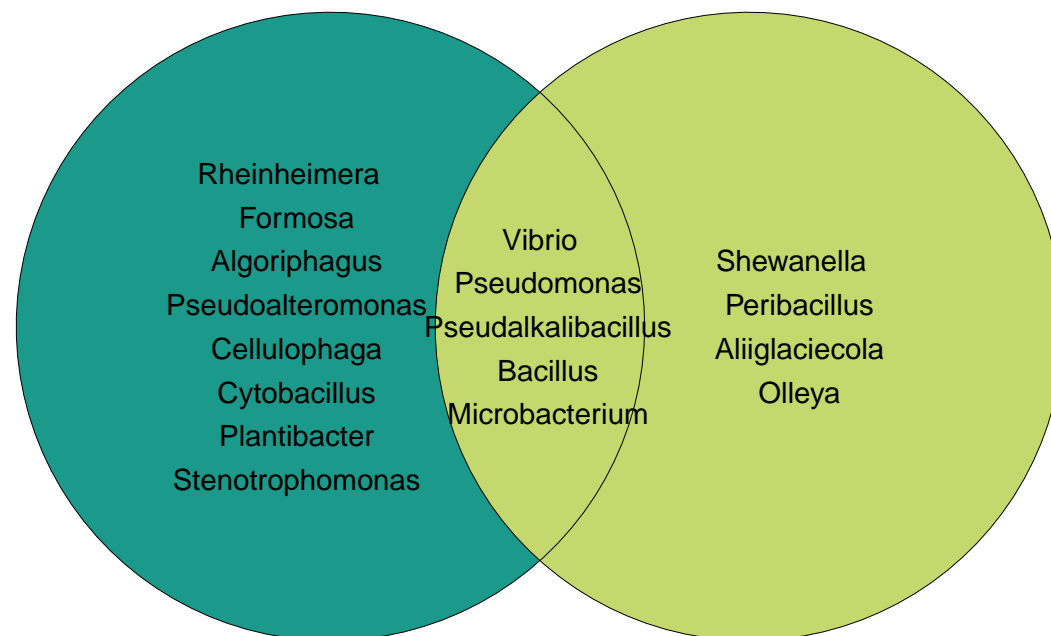 Rheinheimera
Formosa
Algoriphagus
Pseudoalteromonas
Cellulophaga
Cytobacillus
Plantibacter
Stenotrophomonas
Vibrio
Pseudomonas
Pseudalkalibacillus
Bacillus
Microbacterium
Shewanella
Peribacillus
Aliiglaciecola
Olleya